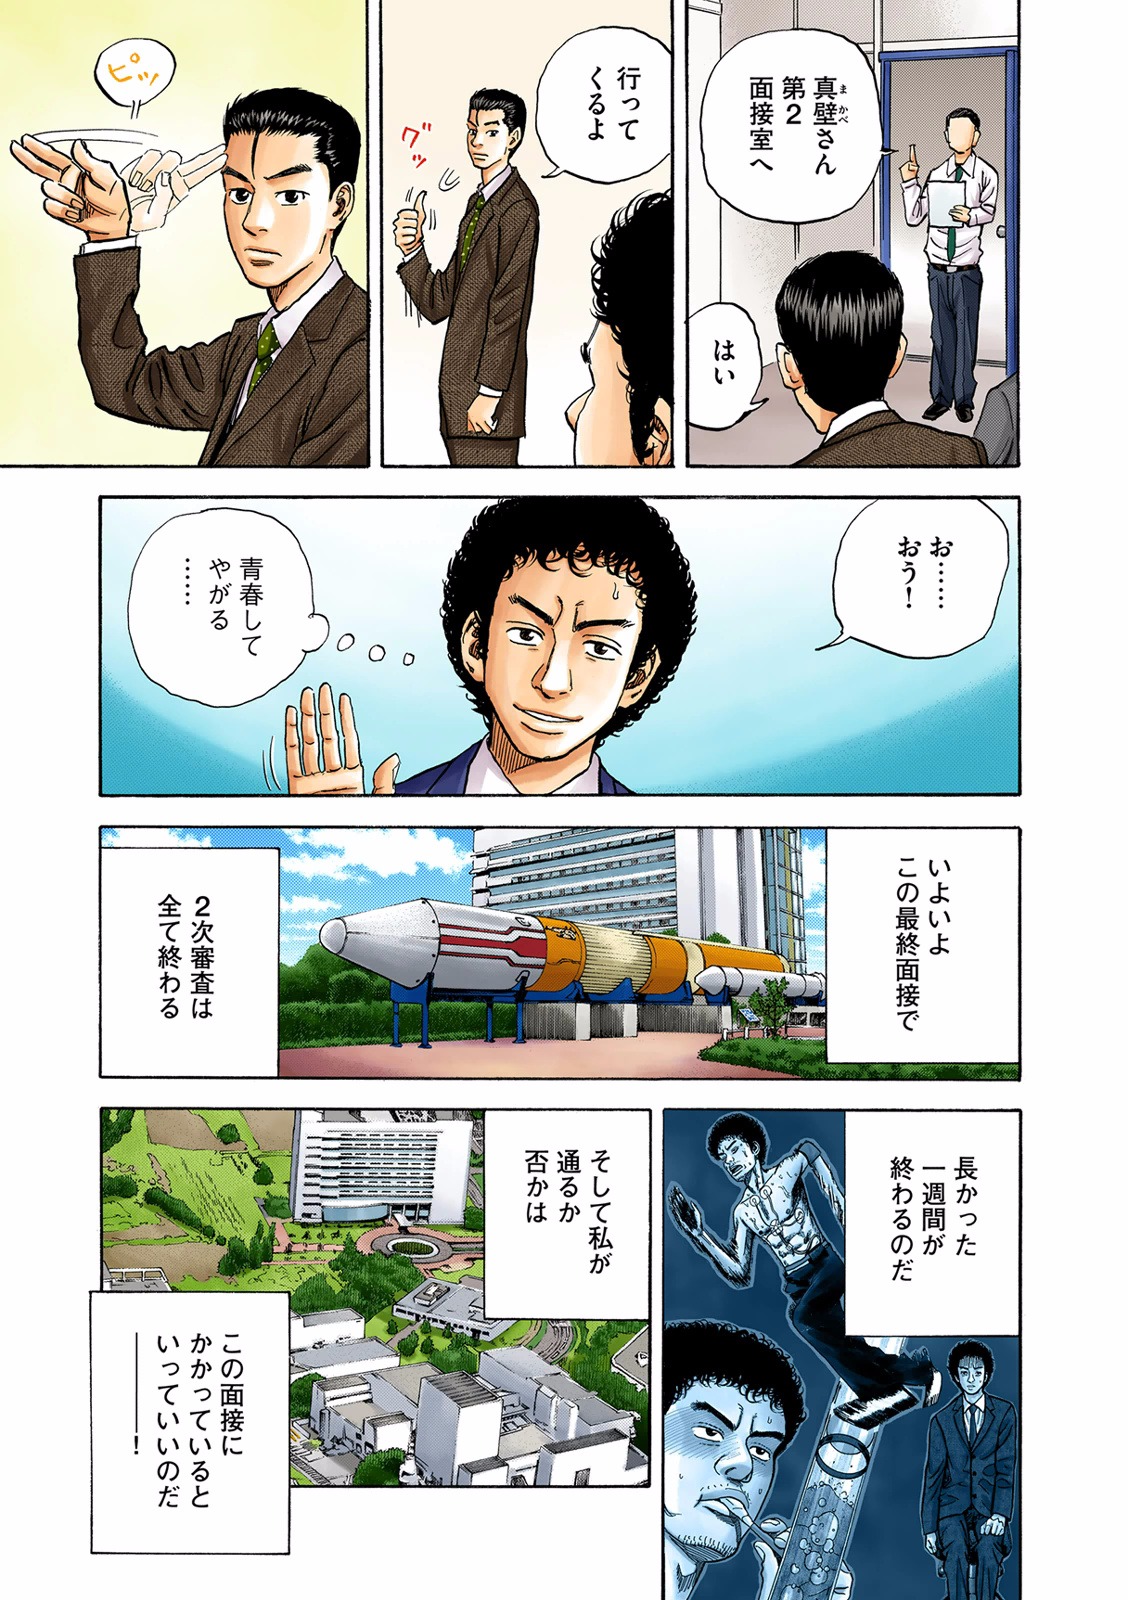 真壁さん
まかべ
第2
面接室へ
はい
行って
くるよ
グッ
ピッ
お……
おう！
青春して
やがる
……
いよいよ
この最終面接で
2次審査は
全て終わる
長かった
一週間が
終わるのだ
そして私が
通るか
否かは
この面接に
かかっていると
いっていいのだ
――！